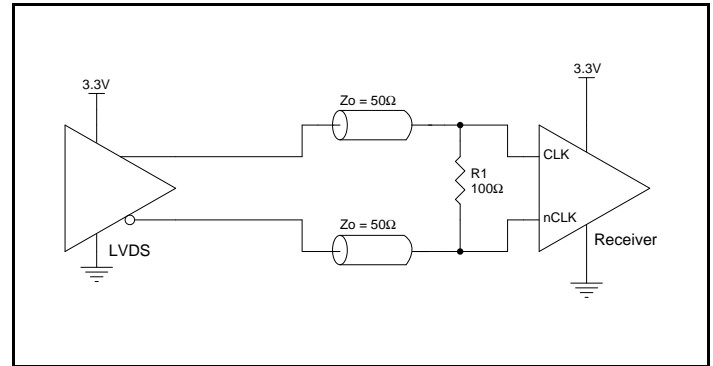 3.3V
3.3V
Zo = 50Ω
CLK
R1
100Ω
nCLK
Zo = 50Ω
Receiver
LVDS